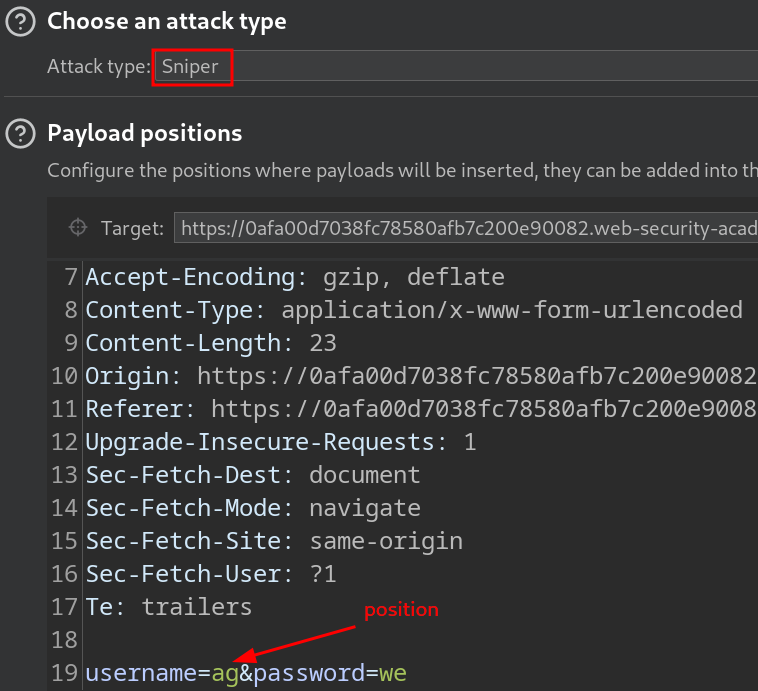 Choose an attack type
Attack type: Sniper
Payload positions
Configure the positions where payloads will be inserted, they can be added into th
Target: https://0afa00d7038fc78580afb7c200e90082.web-security-acad
7 Accept-Encoding: gzip, deflate
8 Content-Type: application/x-www-form-urlencoded
9 Content-Length: 23
10 Origin: https://0afa00d7038fc78580afb7c200e90082
11 Referer: https://0afa00d7038fc78580afb7c200e9008
12 Upgrade-Insecure-Requests: 1
13 Sec-Fetch-Dest: document
14 Sec-Fetch-Mode: navigate
15 Sec-Fetch-Site: same-origin
16 Sec-Fetch-User: ?1
17 Te: trailers
position
18
19 username=ag&password=we